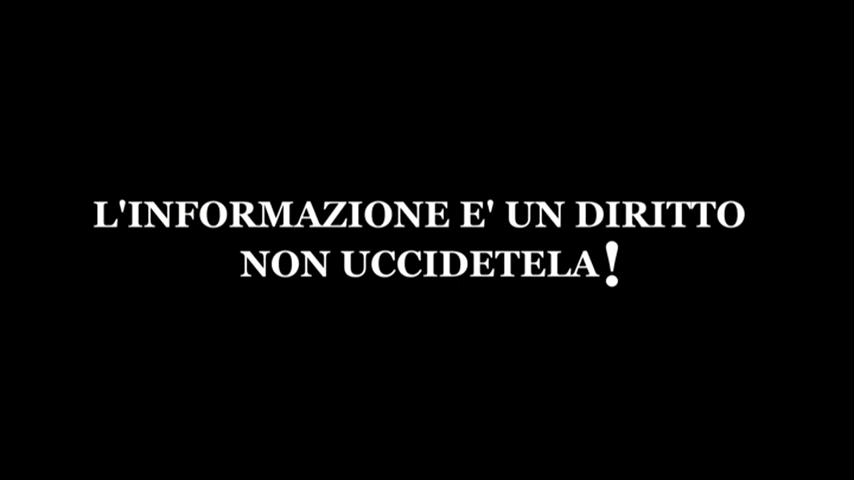 L'INFORMAZIONE E' UN DIRITTO
NON UCCIDETELA!